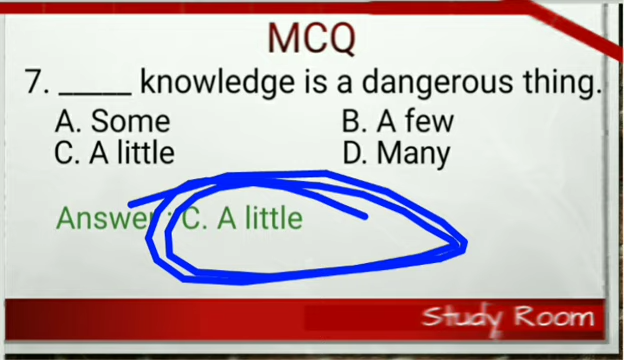 MCQ
7. _____ knowledge is a dangerous thing.
A. Some B. A few
C. A little D. Many
Answer : C. A little
Study Room